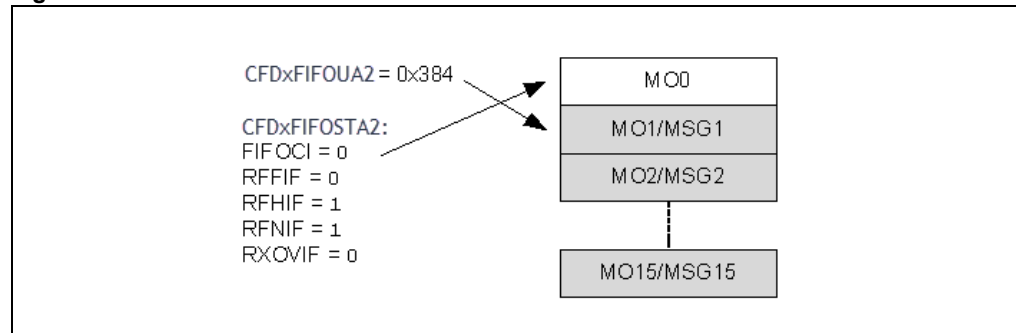 CFDxFIFOUA2 = 0x384
CFDxFIFOSTA2:
FIFOCI = 0
RFFIF = 0
RFHIF = 1
RFNIF = 1
RXOVIF = 0
MO0
MO1/MSG1
MO2/MSG2
MO15/MSG15